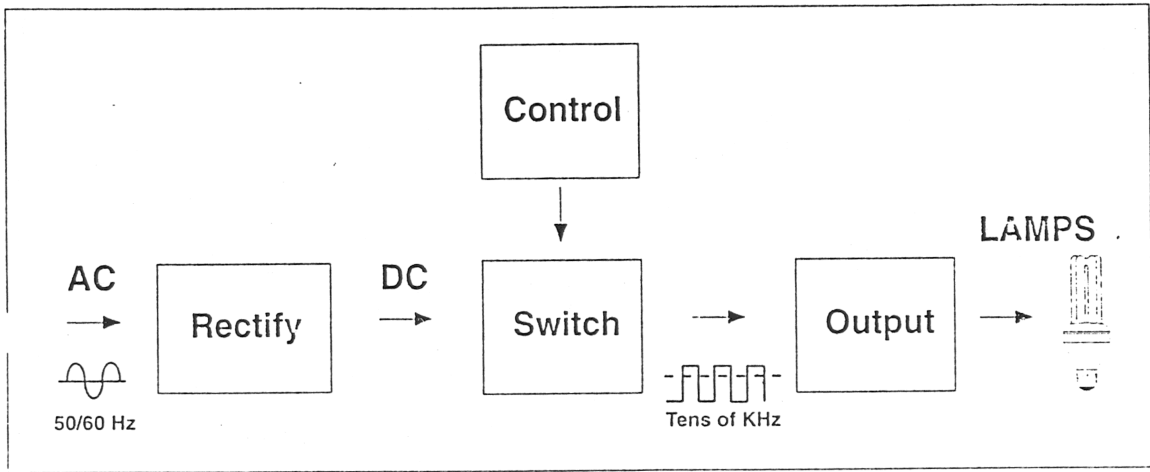 Control
LAMPS
AC
DC
Rectify
Switch
Output
50/60 Hz
Tens of KHz